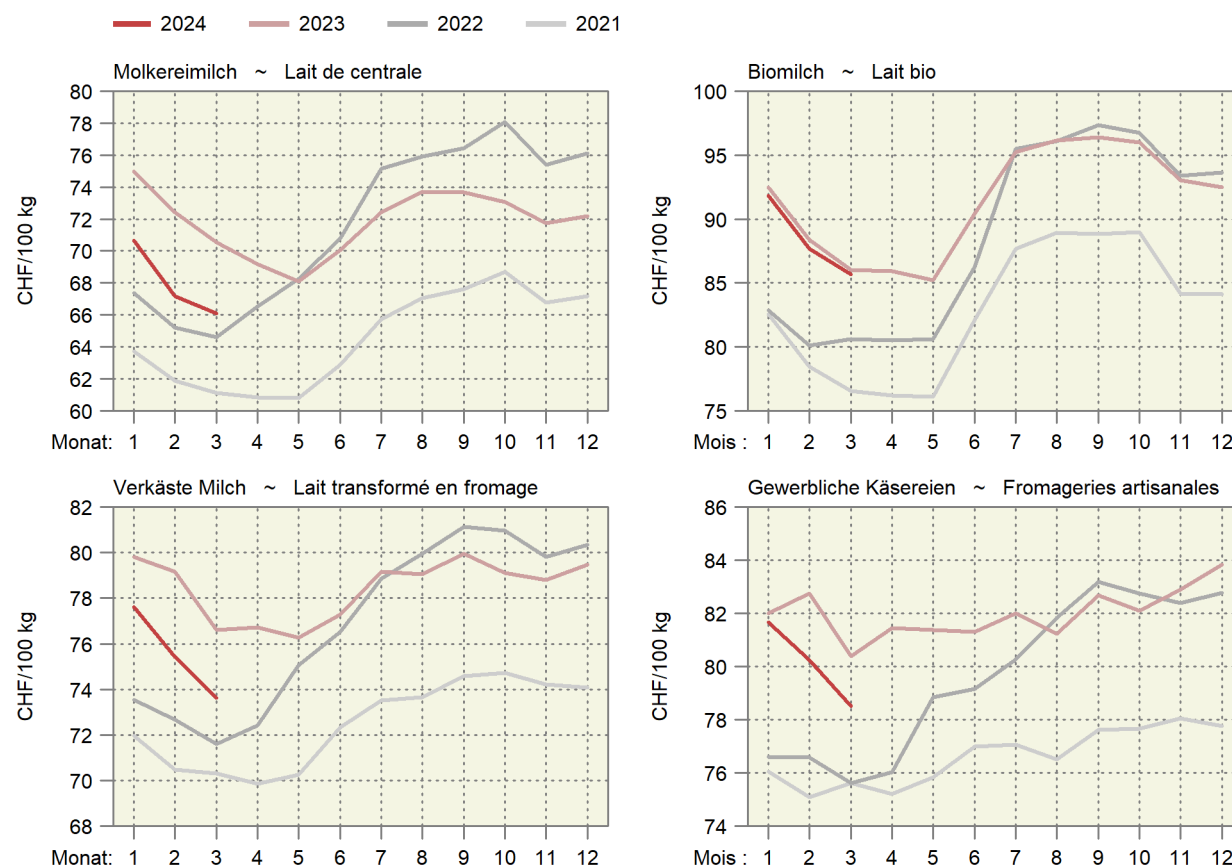 2024 2023 2022 2021
Molkereimilch ~ Lait de centrale
CHF/100 kg
80
78
76
74
72
70
68
66
64
62
60
Monat: 1 2 3 4 5 6 7 8 9 10 11 12
Biomilch ~ Lait bio
CHF/100 kg
100
95
90
85
80
75
Mois : 1 2 3 4 5 6 7 8 9 10 11 12
Verkäste Milch ~ Lait transformé en fromage
CHF/100 kg
82
80
78
76
74
72
70
68
Monat: 1 2 3 4 5 6 7 8 9 10 11 12
Gewerbliche Käsereien ~ Fromageries artisanales
CHF/100 kg
86
84
82
80
78
76
74
Mois : 1 2 3 4 5 6 7 8 9 10 11 12